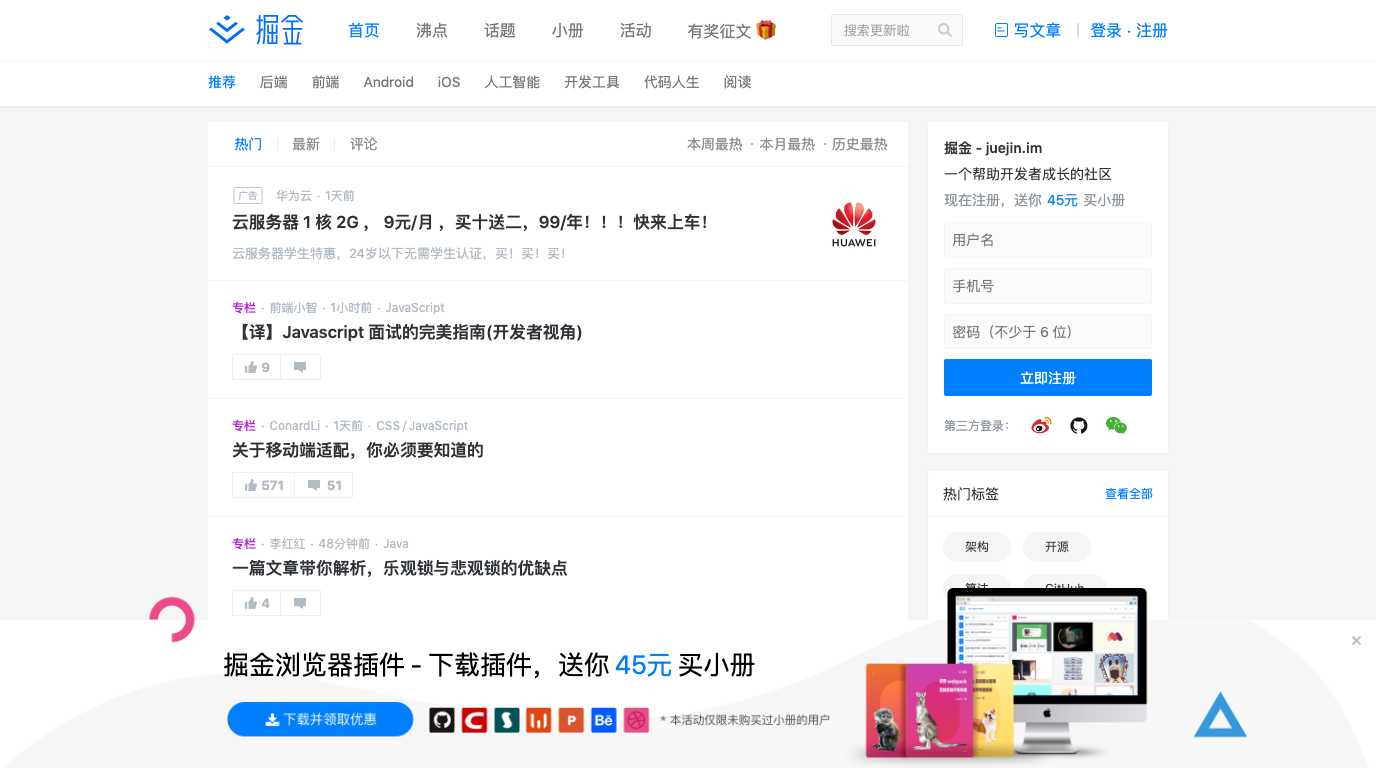 掘金 首页 沸点 话题 小册 活动 有奖征文 搜索更新啦 写文章 登录 · 注册
推荐 后端 前端 Android iOS 人工智能 开发工具 代码人生 阅读
热门 最新 评论 本周最热 · 本月最热 · 历史最热
广告 华为云 · 1天前
云服务器 1 核 2G ， 9元/月 ，买十送二，99/年！！！快来上车！
云服务器学生特惠，24岁以下无需学生认证，买！买！买！
HUAWEI
专栏 · 前端小智 · 1小时前 · JavaScript
【译】Javascript 面试的完美指南(开发者视角)
9
专栏 · ConardLi · 1天前 · CSS / JavaScript
关于移动端适配，你必须要知道的
571 51
专栏 · 李红红 · 48分钟前 · Java
一篇文章带你解析，乐观锁与悲观锁的优缺点
4
掘金 - juejin.im
一个帮助开发者成长的社区
现在注册，送你 45元 买小册
用户名
手机号
密码（不少于 6 位）
立即注册
第三方登录：
热门标签 查看全部
架构 开源
算法 GitHub
掘金浏览器插件 - 下载插件，送你 45元 买小册
下载并领取优惠 * 本活动仅限未购买过小册的用户